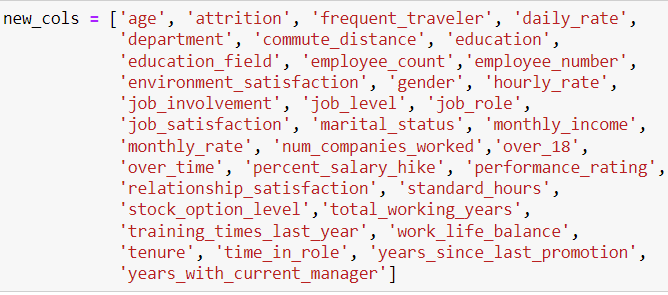 new_cols = ['age', 'attrition', 'frequent_traveler', 'daily_rate',
'department', 'commute_distance', 'education',
'education_field', 'employee_count','employee_number',
'environment_satisfaction', 'gender', 'hourly_rate',
'job_involvement', 'job_level', 'job_role',
'job_satisfaction', 'marital_status', 'monthly_income',
'monthly_rate', 'num_companies_worked','over_18',
'over_time', 'percent_salary_hike', 'performance_rating',
'relationship_satisfaction', 'standard_hours',
'stock_option_level','total_working_years',
'training_times_last_year', 'work_life_balance',
'tenure', 'time_in_role', 'years_since_last_promotion',
'years_with_current_manager']